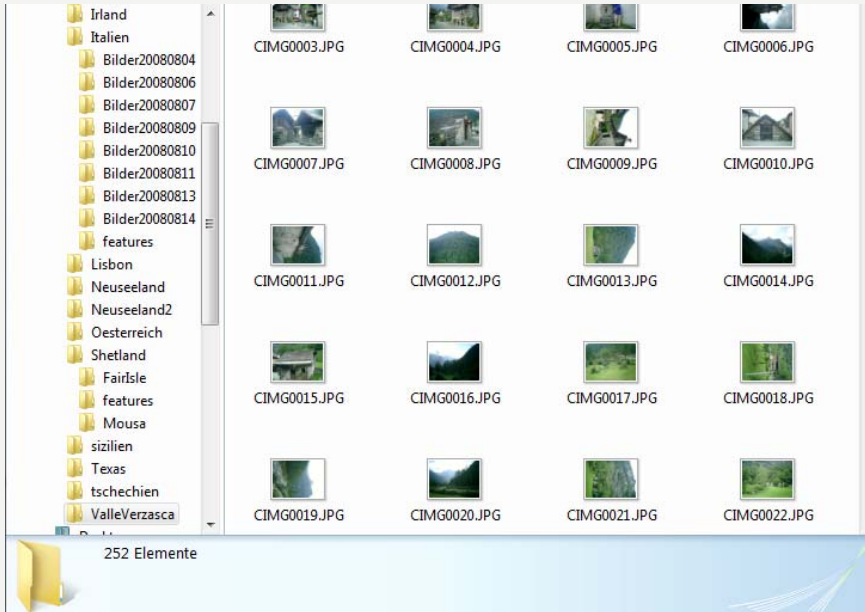 Irland
Italien
Bilder20080804
Bilder20080806
Bilder20080807
Bilder20080809
Bilder20080810
Bilder20080811
Bilder20080813
Bilder20080814
features
Lisbon
Neuseeland
Neuseeland2
Oesterreich
Shetland
FairIsle
features
Mousa
sizilien
Texas
tschechien
ValleVerzasca
CIMG0003.JPG CIMG0004.JPG CIMG0005.JPG CIMG0006.JPG
CIMG0007.JPG CIMG0008.JPG CIMG0009.JPG CIMG0010.JPG
CIMG0011.JPG CIMG0012.JPG CIMG0013.JPG CIMG0014.JPG
CIMG0015.JPG CIMG0016.JPG CIMG0017.JPG CIMG0018.JPG
CIMG0019.JPG CIMG0020.JPG CIMG0021.JPG CIMG0022.JPG
252 Elemente